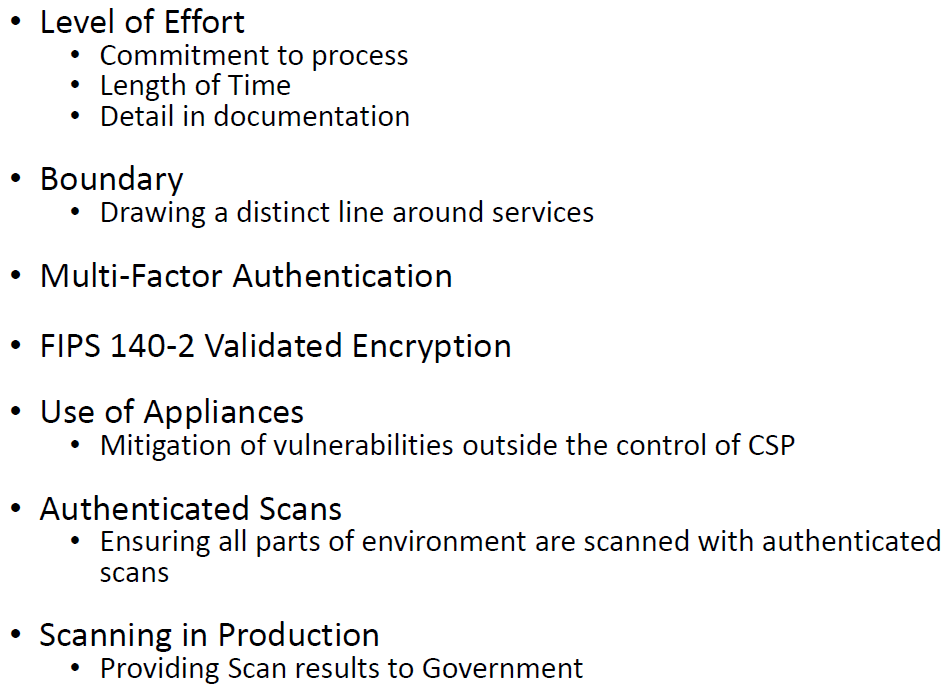 • Level of Effort
• Commitment to process
• Length of Time
• Detail in documentation
• Boundary
• Drawing a distinct line around services
• Multi-Factor Authentication
• FIPS 140-2 Validated Encryption
• Use of Appliances
• Mitigation of vulnerabilities outside the control of CSP
• Authenticated Scans
• Ensuring all parts of environment are scanned with authenticated
scans
• Scanning in Production
• Providing Scan results to Government